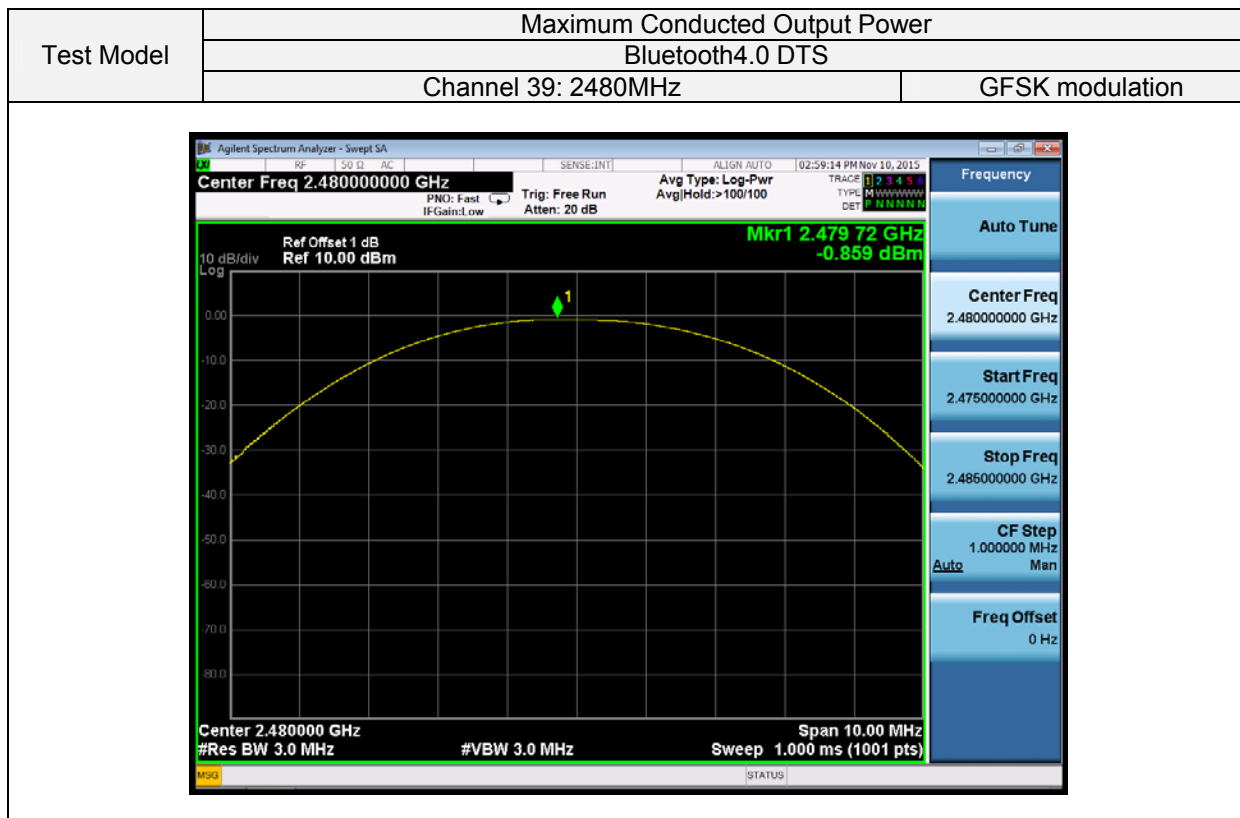 Test Model
Maximum Conducted Output Power
Bluetooth4.0 DTS
Channel 39: 2480MHz GFSK modulation
Agilent Spectrum Analyzer - Swept SA
LXI RF 50 Ω AC SENSE:INT ALIGN AUTO 02:59:14 PM Nov 10, 2015
Center Freq 2.480000000 GHz
PNO: Fast
IFGain:Low
Trig: Free Run
Atten: 20 dB
Avg Type: Log-Pwr
Avg|Hold:>100/100
TRACE 1 2 3 4 5 6
TYPE M W W W W W
DET P N N N N N
Mkr1 2.479 72 GHz
-0.859 dBm
Ref Offset 1 dB
10 dB/div Ref 10.00 dBm
Log
1
0.00
-10.0
-20.0
-30.0
-40.0
-50.0
-60.0
-70.0
-80.0
Center 2.480000 GHz Span 10.00 MHz
#Res BW 3.0 MHz #VBW 3.0 MHz Sweep 1.000 ms (1001 pts)
MSG STATUS
Frequency
Auto Tune
Center Freq
2.480000000 GHz
Start Freq
2.475000000 GHz
Stop Freq
2.485000000 GHz
CF Step
1.000000 MHz
Auto Man
Freq Offset
0 Hz